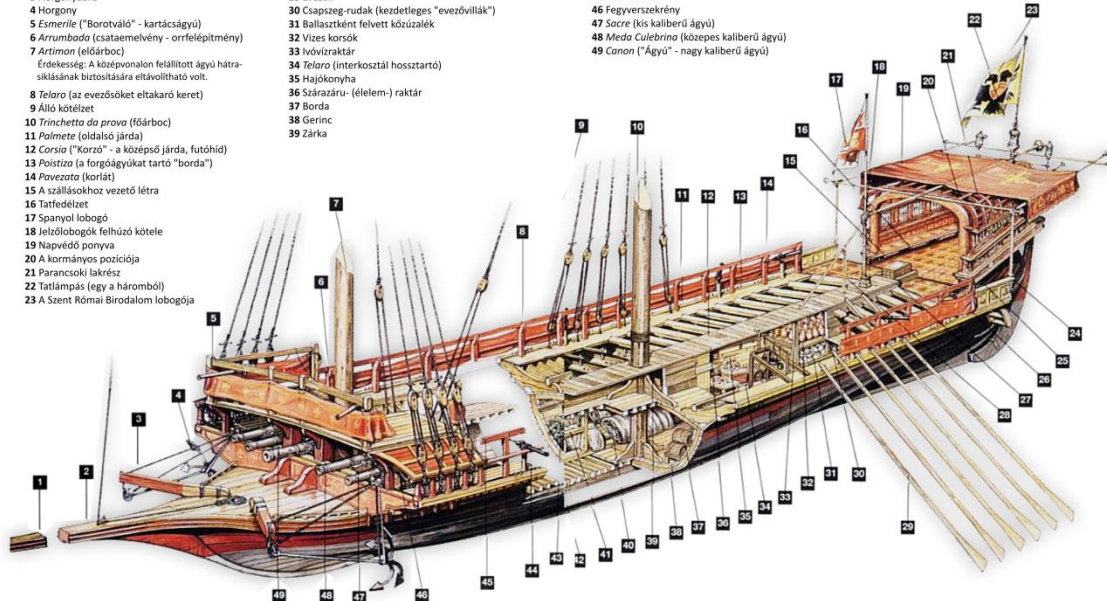 4 Horgony
5 Esmerile ("Borotváló" - kartácságyú)
6 Arrumbada (csataemelvény - orrfelépítmény)
7 Artimon (előárboc)
Érdekesség: A középvonalon felállított ágyú hátra-
siklásának biztosítására eltávolítható volt.
8 Telaro (az evezősöket eltakaró keret)
9 Álló kötélzet
10 Trinchetta da prova (főárboc)
11 Palmete (oldalsó járda)
12 Corsia ("Korzó" - a középső járda, futóhíd)
13 Poistiza (a forgóágyúkat tartó "borda")
14 Pavezata (korlát)
15 A szállásokhoz vezető létra
16 Tatfedélzet
17 Spanyol lobogó
18 Jelzőlobogók felhúzó kötele
19 Napvédő ponyva
20 A kormányos pozíciója
21 Parancsoki lakrész
22 Tatlámpás (egy a háromból)
23 A Szent Római Birodalom lobogója
30 Csapszeg-rudak (kezdetleges "evezővillák")
31 Ballasztként felvett kőzúzalék
32 Vizes korsók
33 Ivóvízraktár
34 Telaro (interkosztál hossztartó)
35 Hajókonyha
36 Szárazáru- (élelem-) raktár
37 Borda
38 Gerinc
39 Zárka
46 Fegyverszekrény
47 Sacre (kis kaliberű ágyú)
48 Meda Culebrina (közepes kaliberű ágyú)
49 Canon ("Ágyú" - nagy kaliberű ágyú)
1
2
3
4
5
6
7
8
9
10
11
12
13
14
15
16
17
18
19
20
21
22
23
24
25
26
27
28
29
30
31
32
33
34
35
36
37
38
39
40
41
42
43
44
45
46
47
48
49